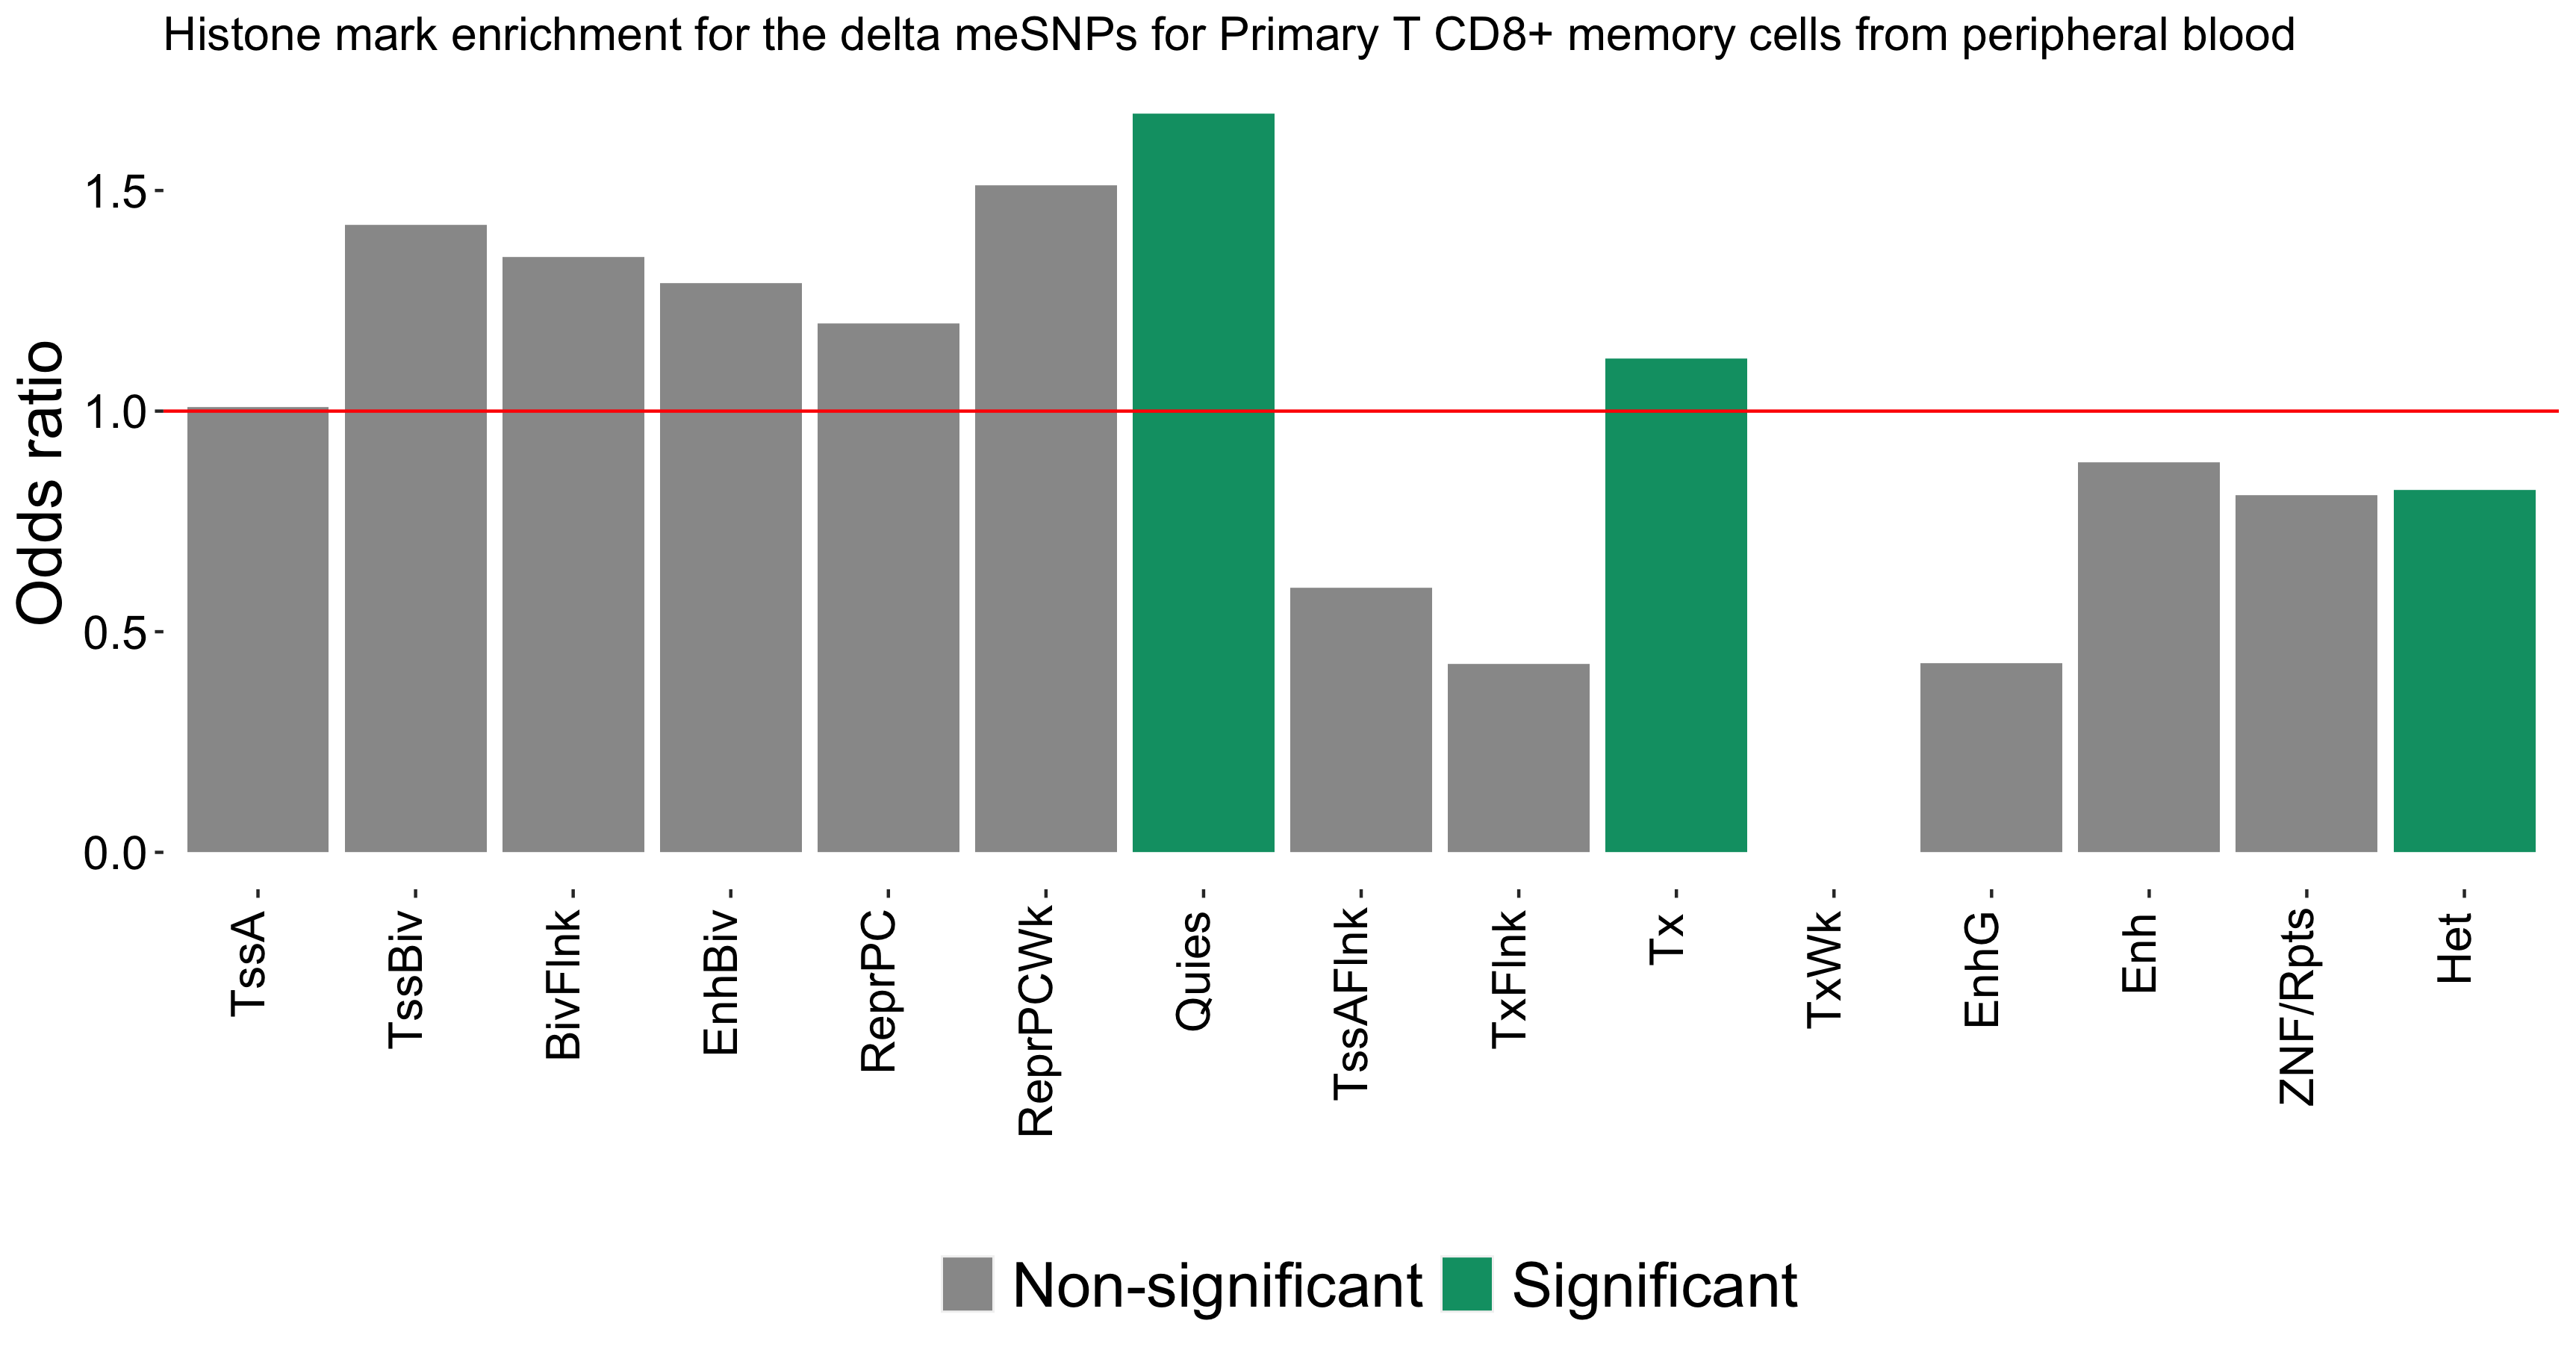 Histone mark enrichment for the delta meSNPs for Primary T CD8+ memory cells from peripheral blood
Odds ratio
1.5
1.0
0.5
0.0
TssA
TssBiv
BivFlnk
EnhBiv
ReprPC
ReprPCWk
Quies
TssAFlnk
TxFlnk
Tx
TxWk
EnhG
Enh
ZNF/Rpts
Het
Non-significant
Significant